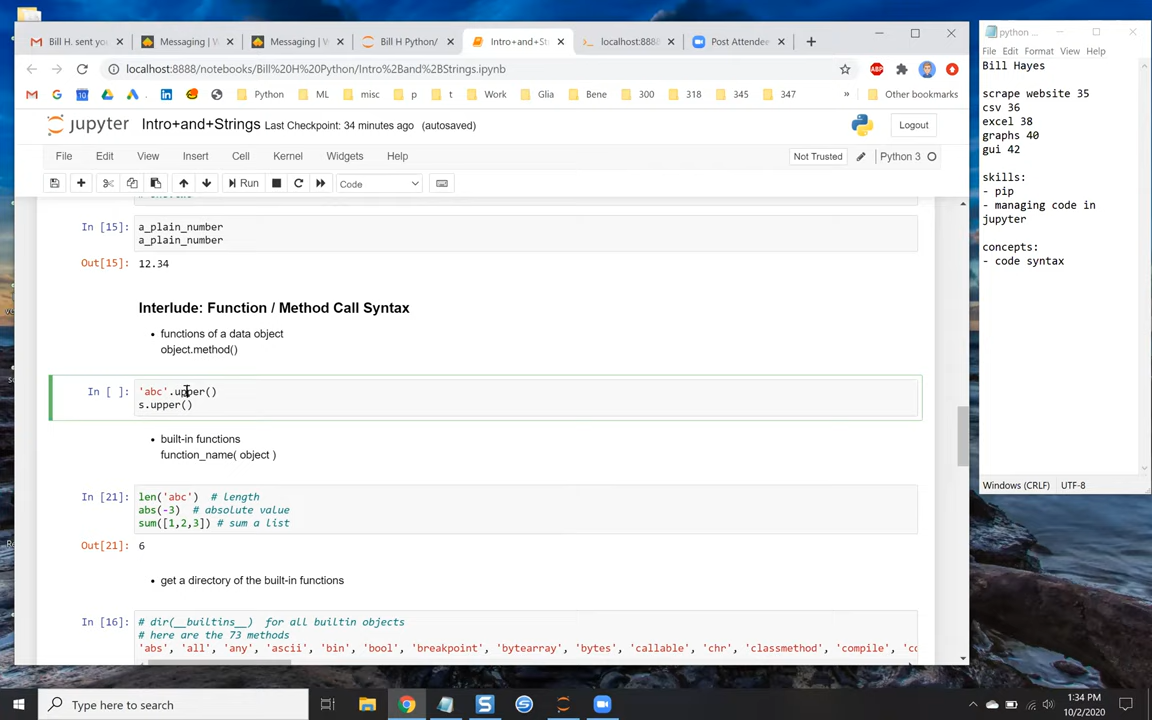 Bill H. sent you
Messaging | W
Messaging | W
Bill H Python/
Intro+and+Str
localhost:8888
Post Attendee
localhost:8888/notebooks/Bill%20H%20Python/Intro%2Band%2BStrings.ipynb
Python
ML
misc
p
t
Work
Glia
Bene
300
318
345
347
»
Other bookmarks
jupyter Intro+and+Strings Last Checkpoint: 34 minutes ago (autosaved)
Logout
File Edit View Insert Cell Kernel Widgets Help
Not Trusted
Python 3
Run
Code
In [15]: a_plain_number
a_plain_number
Out[15]: 12.34
Interlude: Function / Method Call Syntax
• functions of a data object
object.method()
In [ ]: 'abc'.upper()
s.upper()
• built-in functions
function_name( object )
In [21]: len('abc') # length
abs(-3) # absolute value
sum([1,2,3]) # sum a list
Out[21]: 6
• get a directory of the built-in functions
In [16]: # dir(__builtins__) for all builtin objects
# here are the 73 methods
'abs', 'all', 'any', 'ascii', 'bin', 'bool', 'breakpoint', 'bytearray', 'bytes', 'callable', 'chr', 'classmethod', 'compile', 'co
python ...
File Edit Format View Help
Bill Hayes
scrape website 35
csv 36
excel 38
graphs 40
gui 42
skills:
- pip
- managing code in
jupyter
concepts:
- code syntax
Windows (CRLF) UTF-8
Type here to search
1:34 PM
10/2/2020